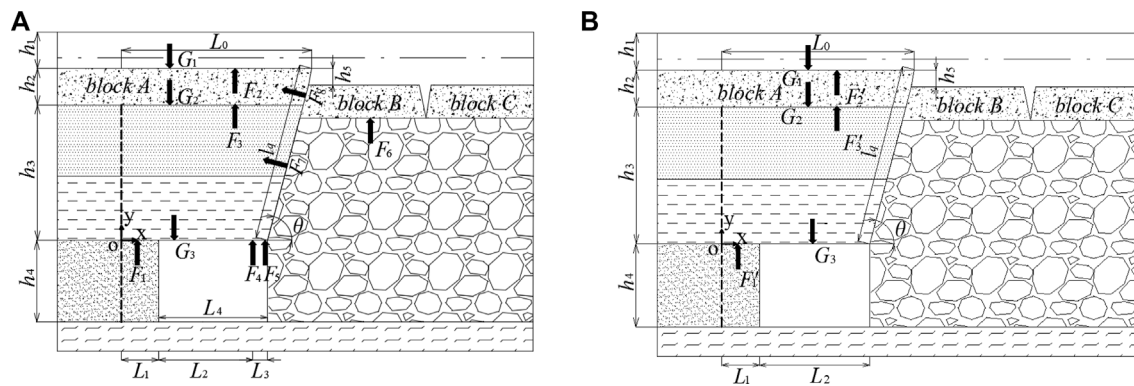 A
h₁
L₀
G₁
h₂
block A
G₂
F₂
h₅
F₈
block B
block C
F₃
F₆
h₃
l_q
F₇
y
o
x
θ
G₃
F₁
F₄
F₅
h₄
L₄
L₁
L₂
L₃
B
h₁
L₀
G₁
h₂
block A
G₂
F₂′
h₅
block B
block C
F₃′
h₃
l_q
y
o
x
θ
G₃
F₁′
h₄
L₁
L₂